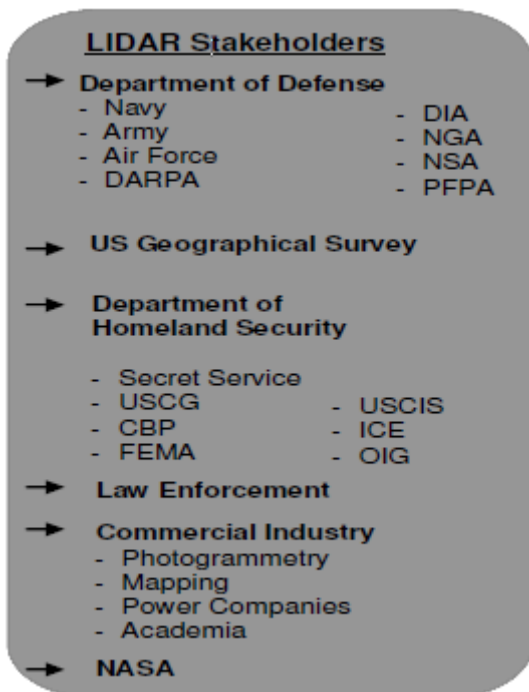 LIDAR Stakeholders
Department of Defense
- Navy
- Army
- Air Force
- DARPA
- DIA
- NGA
- NSA
- PFPA
US Geographical Survey
Department of
Homeland Security
- Secret Service
- USCG
- CBP
- FEMA
- USCIS
- ICE
- OIG
Law Enforcement
Commercial Industry
- Photogrammetry
- Mapping
- Power Companies
- Academia
NASA